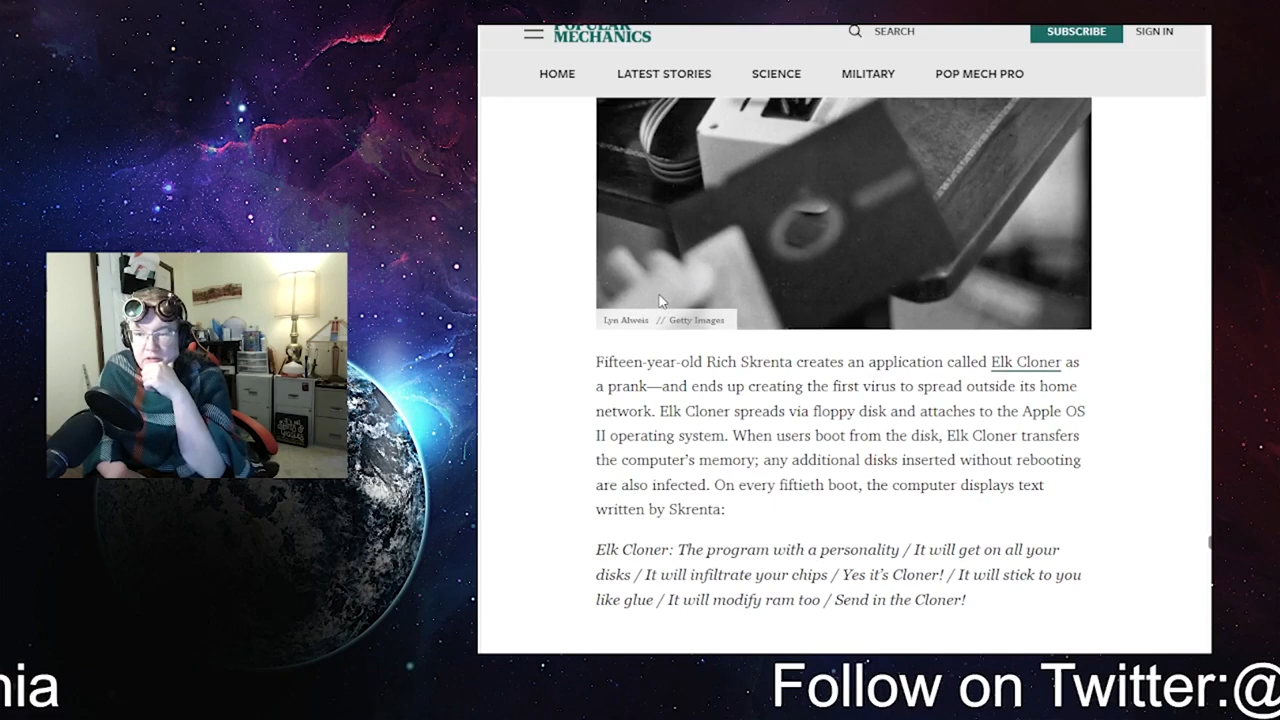 POPULAR
MECHANICS
SEARCH
SUBSCRIBE
SIGN IN
HOME
LATEST STORIES
SCIENCE
MILITARY
POP MECH PRO
Lyn Alweis // Getty Images
Fifteen-year-old Rich Skrenta creates an application called Elk Cloner as
a prank—and ends up creating the first virus to spread outside its home
network. Elk Cloner spreads via floppy disk and attaches to the Apple OS
II operating system. When users boot from the disk, Elk Cloner transfers
the computer's memory; any additional disks inserted without rebooting
are also infected. On every fiftieth boot, the computer displays text
written by Skrenta:
Elk Cloner: The program with a personality / It will get on all your
disks / It will infiltrate your chips / Yes it's Cloner! / It will stick to you
like glue / It will modify ram too / Send in the Cloner!
nia
Follow on Twitter:@